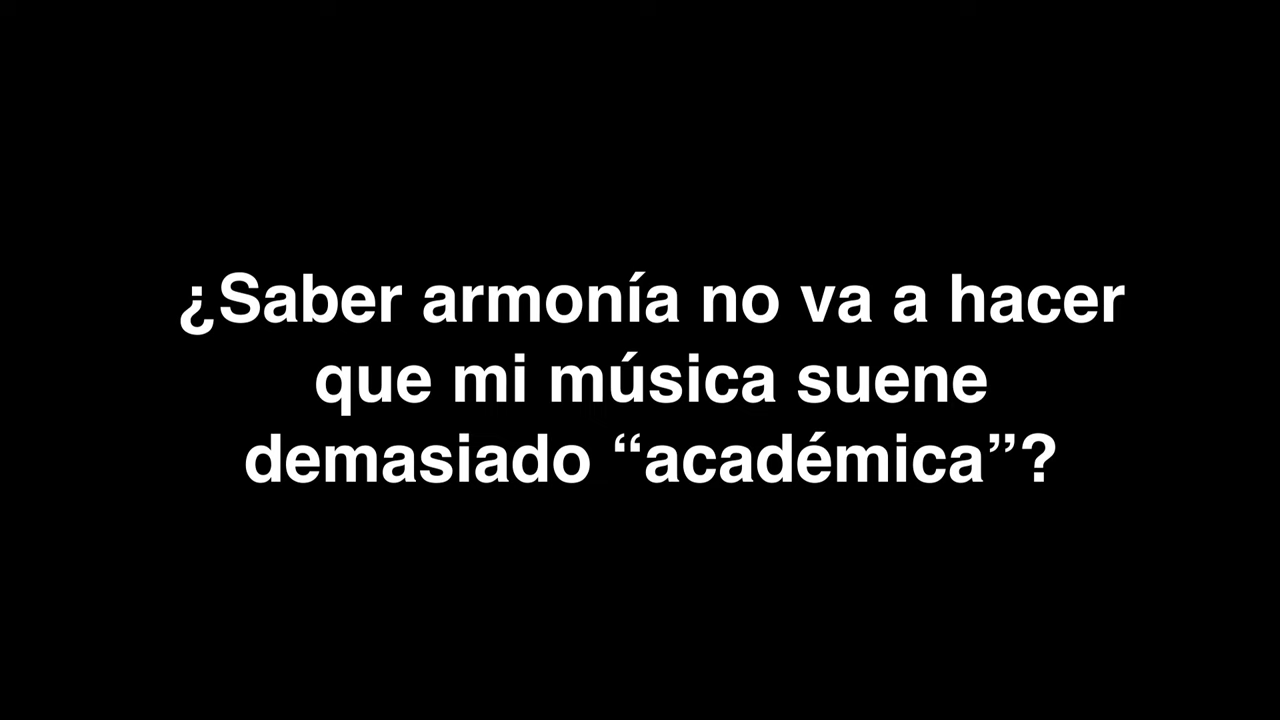 ¿Saber armonía no va a hacer
que mi música suene
demasiado “académica”?